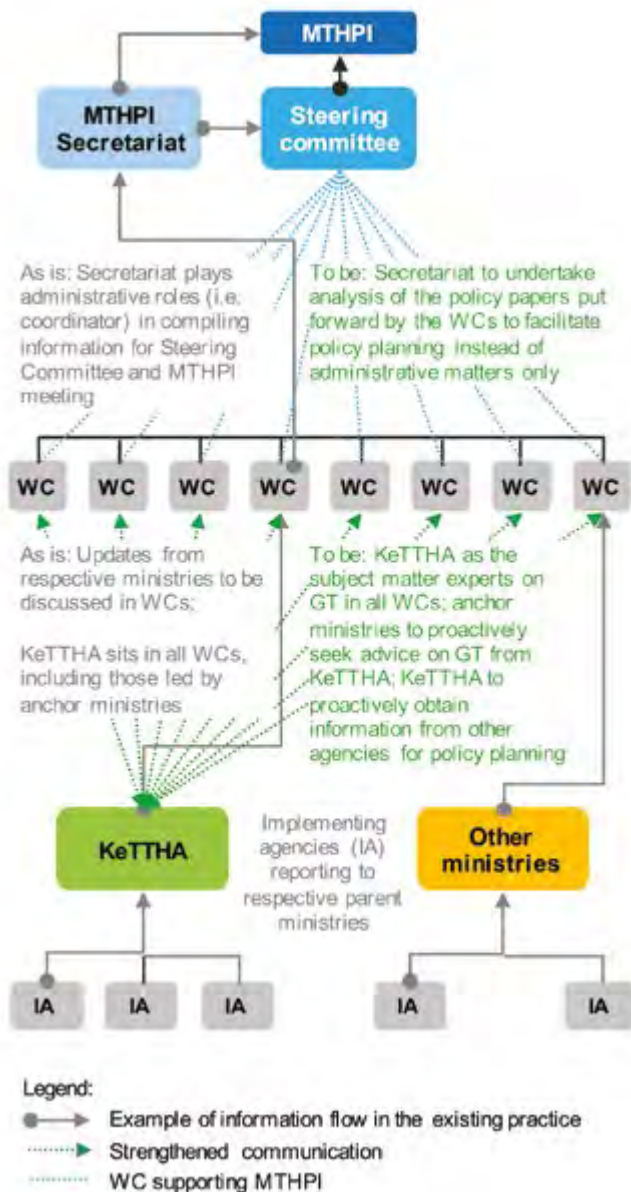 MTHPI
MTHPI
Secretariat
Steering
committee
As is: Secretariat plays
administrative roles (i.e.
coordinator) in compiling
information for Steering
Committee and MTHPI
meeting
To be: Secretariat to undertake
analysis of the policy papers put
forward by the WCs to facilitate
policy planning instead of
administrative matters only
WC WC WC WC WC WC WC WC
As is: Updates from
respective ministries to be
discussed in WCs;
KeTTHA sits in all WCs,
including those led by
anchor ministries
To be: KeTTHA as the
subject matter experts on
GT in all WCs; anchor
ministries to proactively
seek advice on GT from
KeTTHA; KeTTHA to
proactively obtain
information from other
agencies for policy planning
KeTTHA
Implementing
agencies (IA)
reporting to
respective parent
ministries
Other
ministries
IA IA IA IA IA
Legend:
Example of information flow in the existing practice
Strengthened communication
WC supporting MTHPI